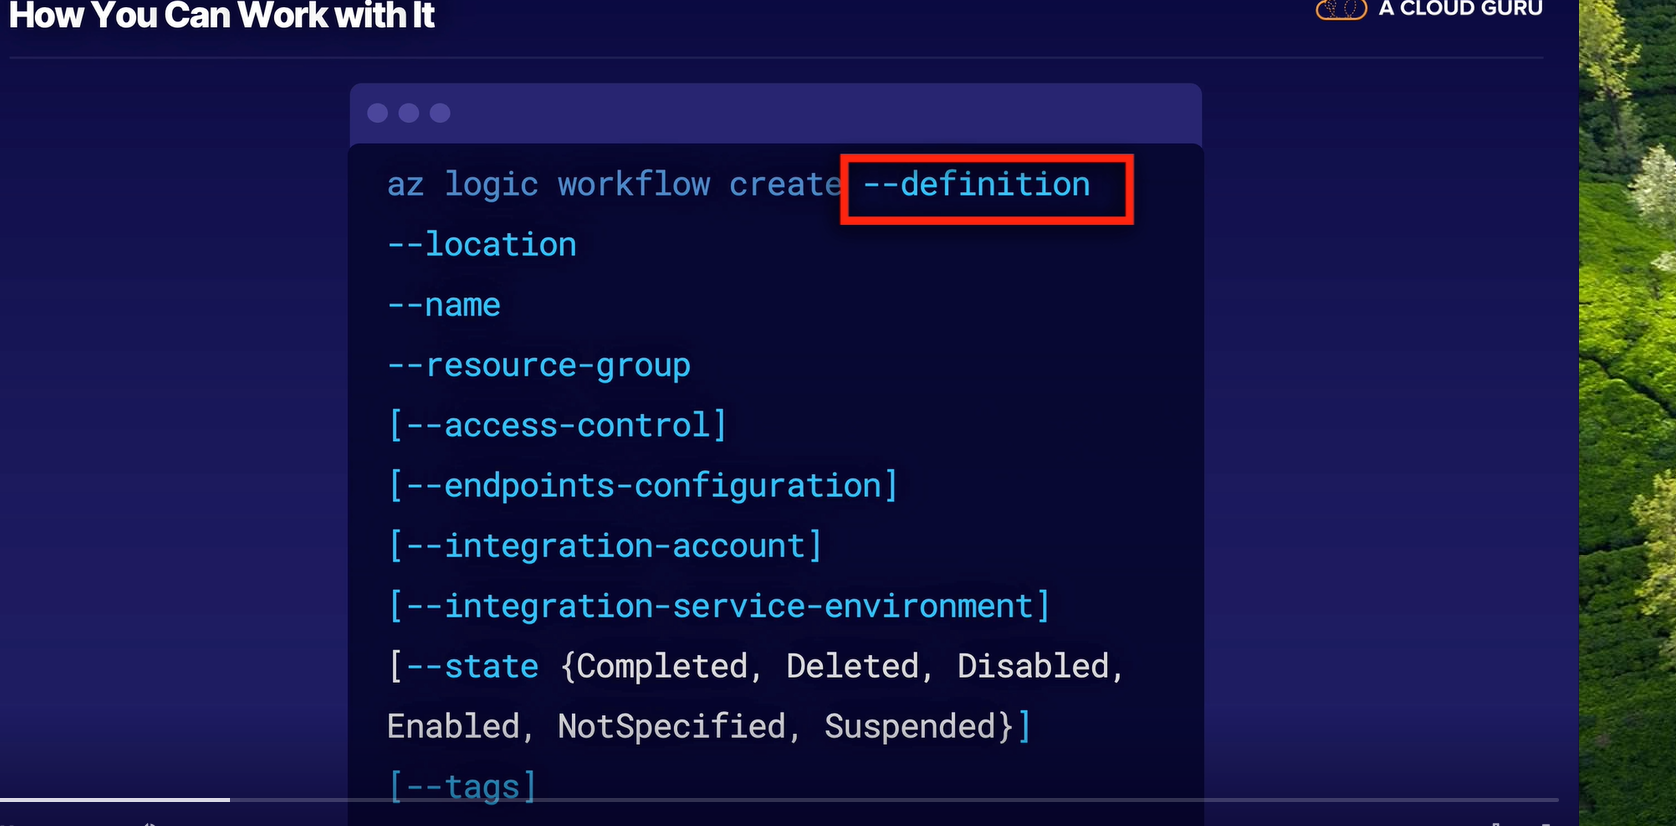 How You Can Work with It
A CLOUD GURU
az logic workflow create --definition
--location
--name
--resource-group
[--access-control]
[--endpoints-configuration]
[--integration-account]
[--integration-service-environment]
[--state {Completed, Deleted, Disabled,
Enabled, NotSpecified, Suspended}]
[--tags]